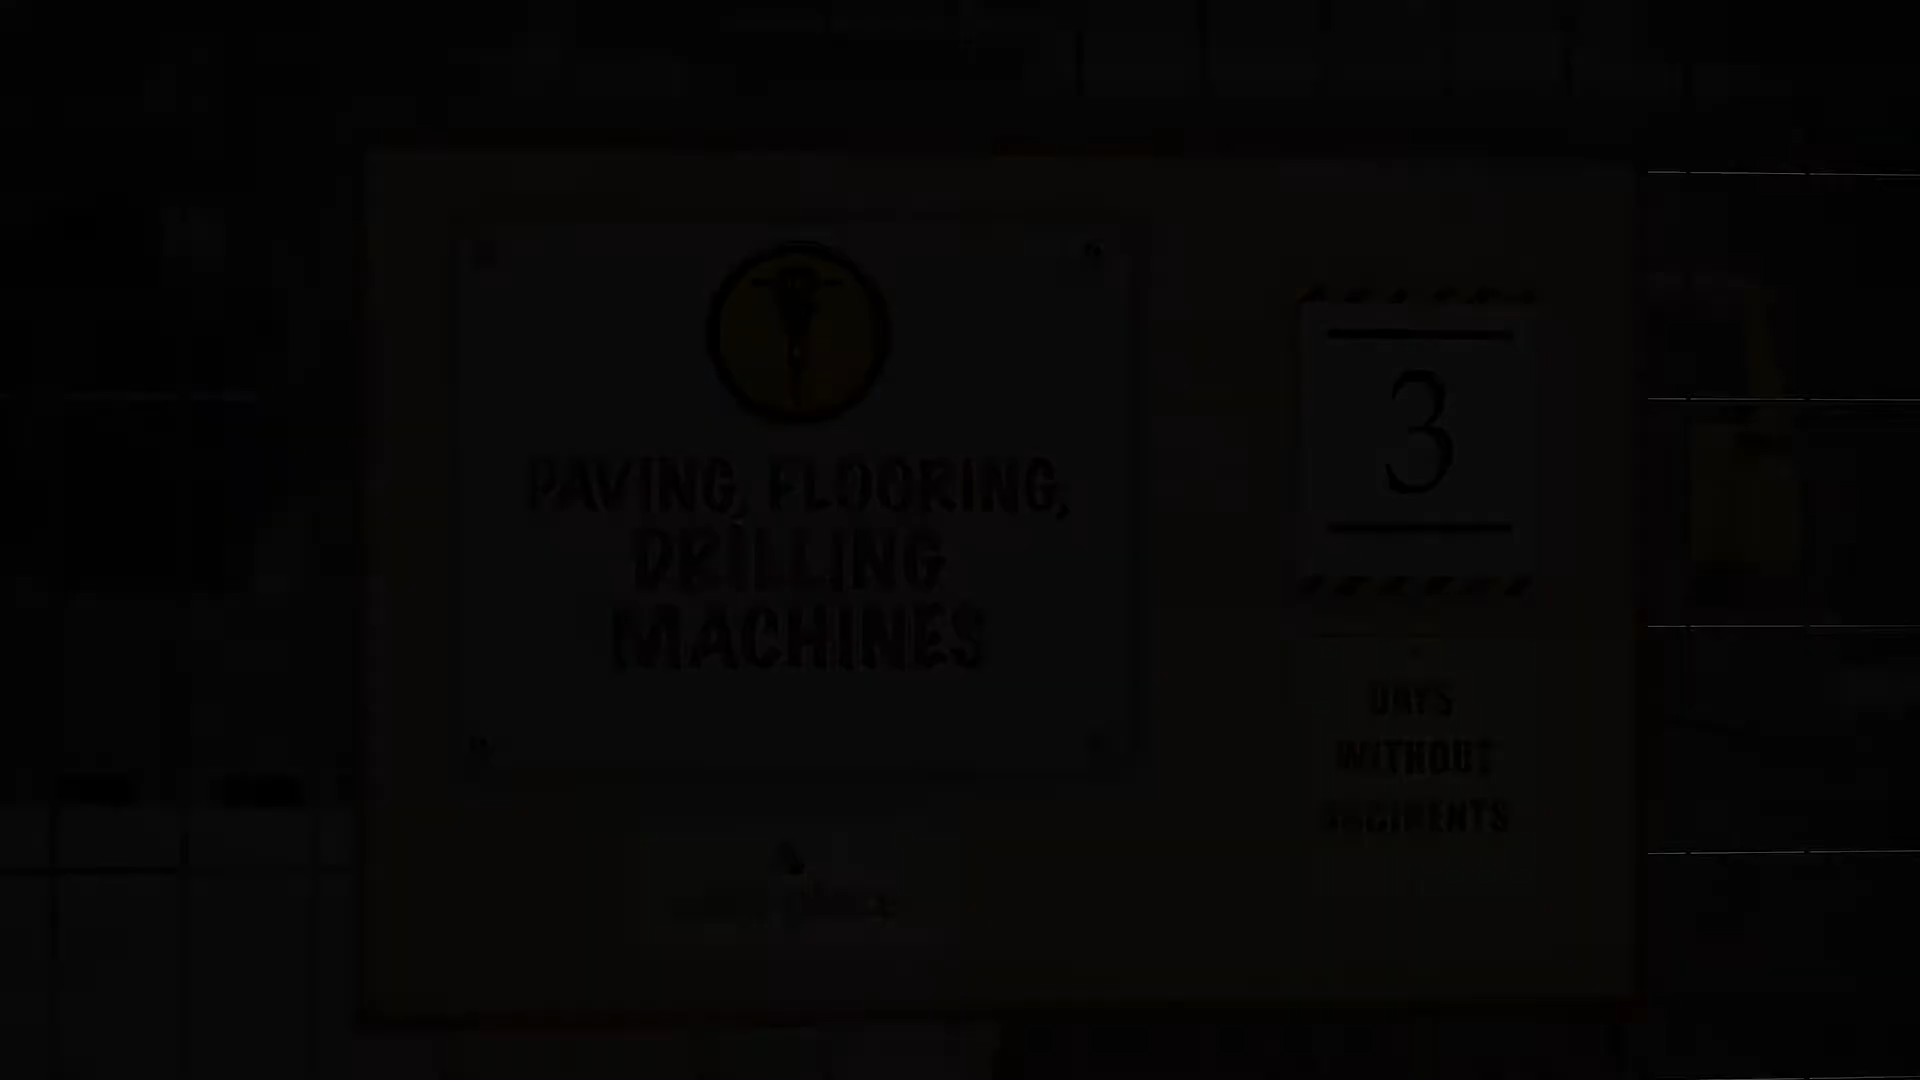 PAVING, FLOORING,
DRILLING
MACHINES
3
DAYS
WITHOUT
ACCIDENTS